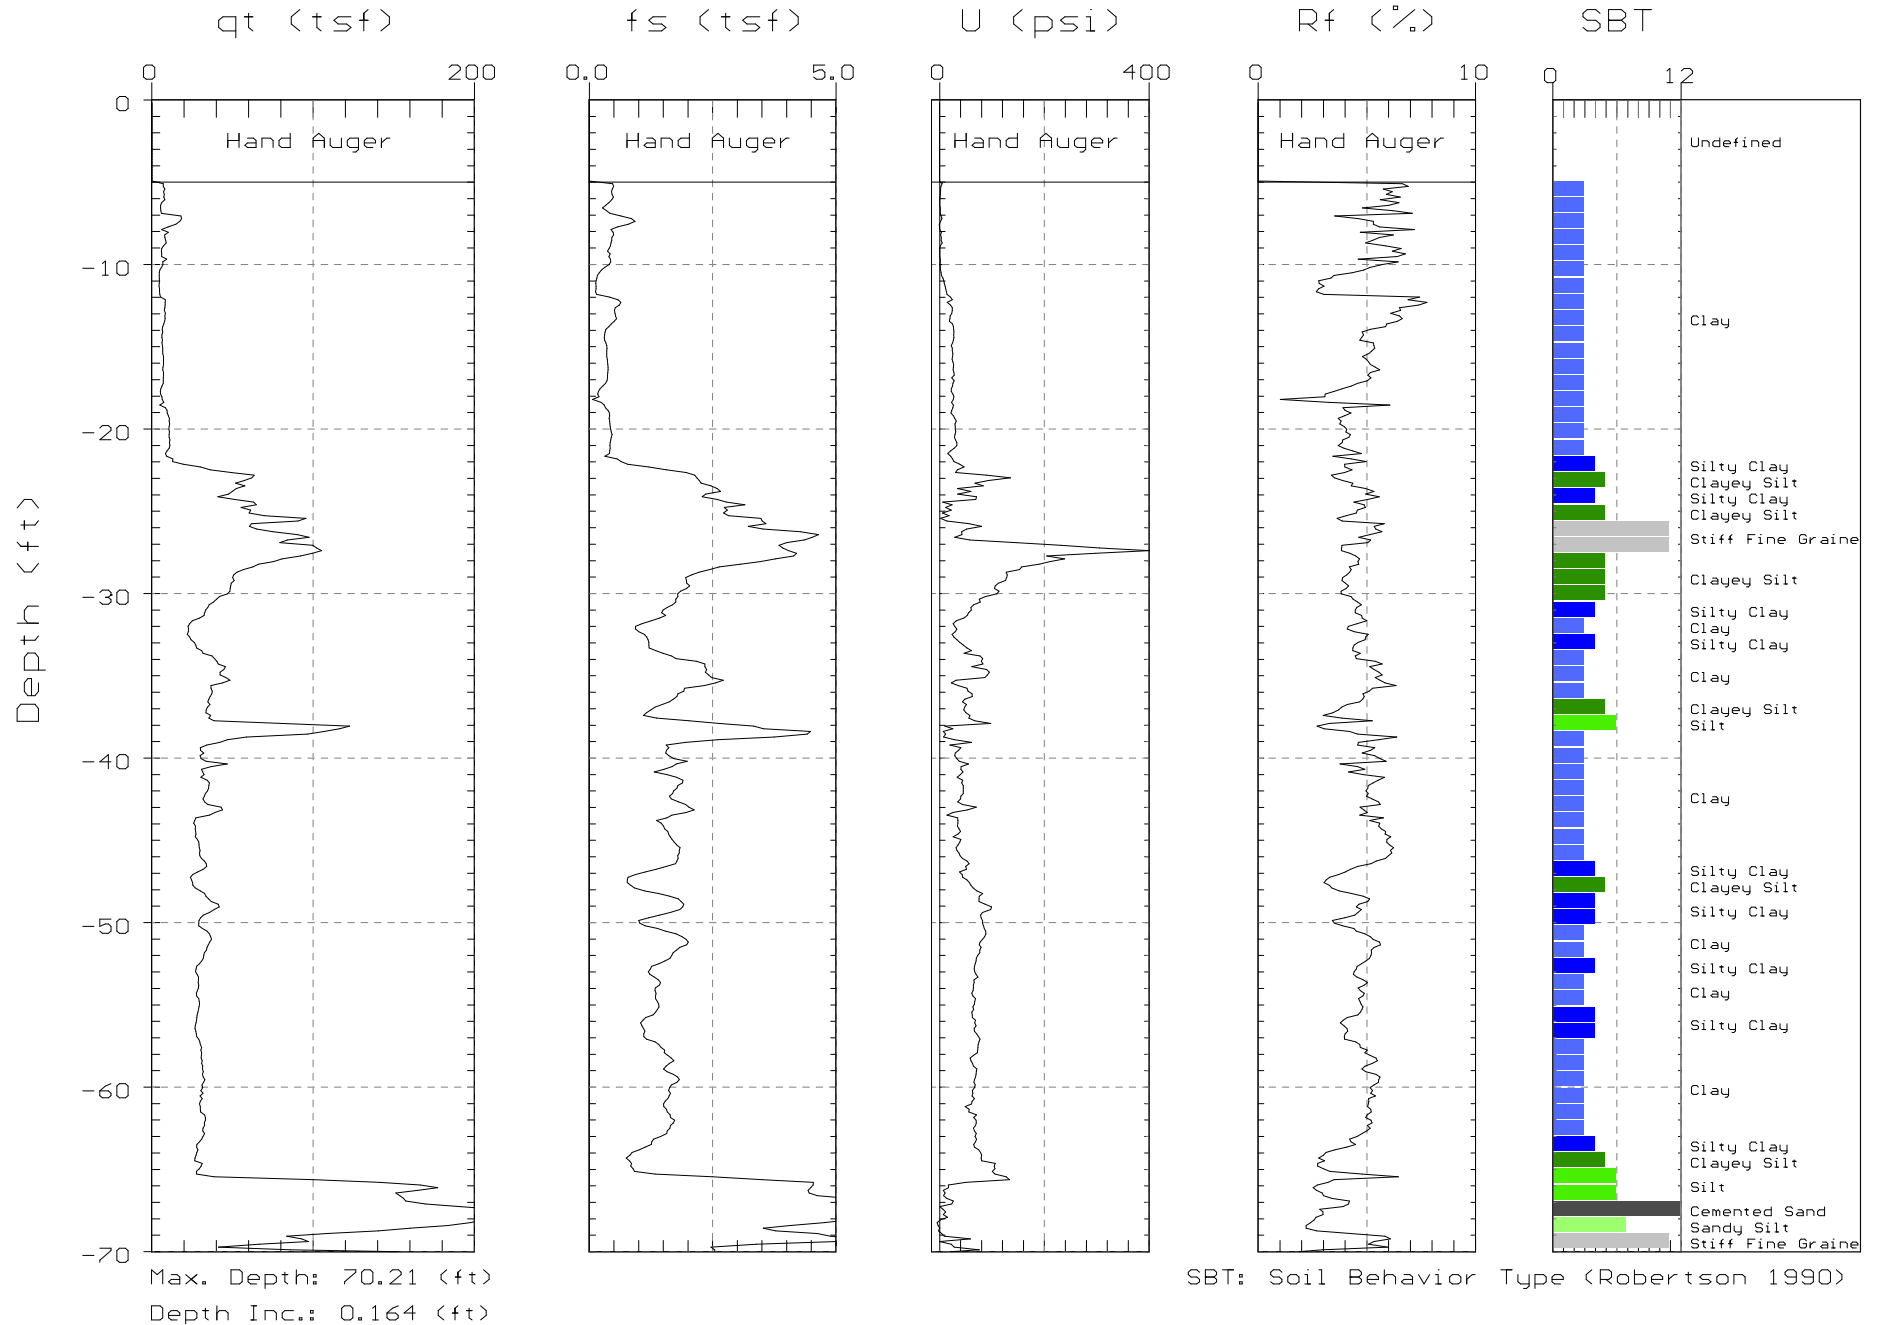 qt (tsf) fs (tsf) U (psi) Rf (%) SBT
0 200 0.0 5.0 0 400 0 10 0 12
0
Hand Auger Hand Auger Hand Auger Hand Auger Undefined
-10
Clay
-20
Silty Clay
Clayey Silt
Silty Clay
Clayey Silt
Stiff Fine Graine
Clayey Silt
-30
Silty Clay
Clay
Silty Clay
Clay
Depth (ft)
Clayey Silt
Silt
-40
Clay
Silty Clay
Clayey Silt
Silty Clay
-50
Clay
Silty Clay
Clay
Silty Clay
-60
Clay
Silty Clay
Clayey Silt
Silt
Cemented Sand
Sandy Silt
Stiff Fine Graine
-70
Max. Depth: 70.21 (ft) SBT: Soil Behavior Type (Robertson 1990)
Depth Inc.: 0.164 (ft)